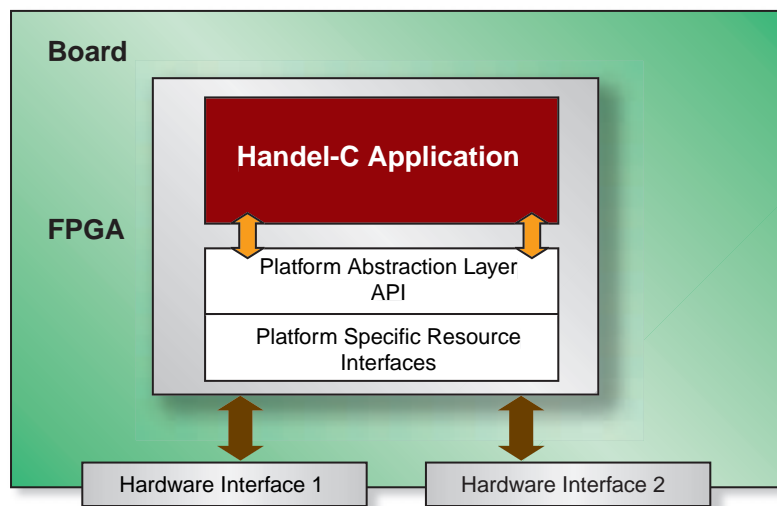 Board
Handel-C Application
FPGA
Platform Abstraction Layer
API
Platform Specific Resource
Interfaces
Hardware Interface 1
Hardware Interface 2